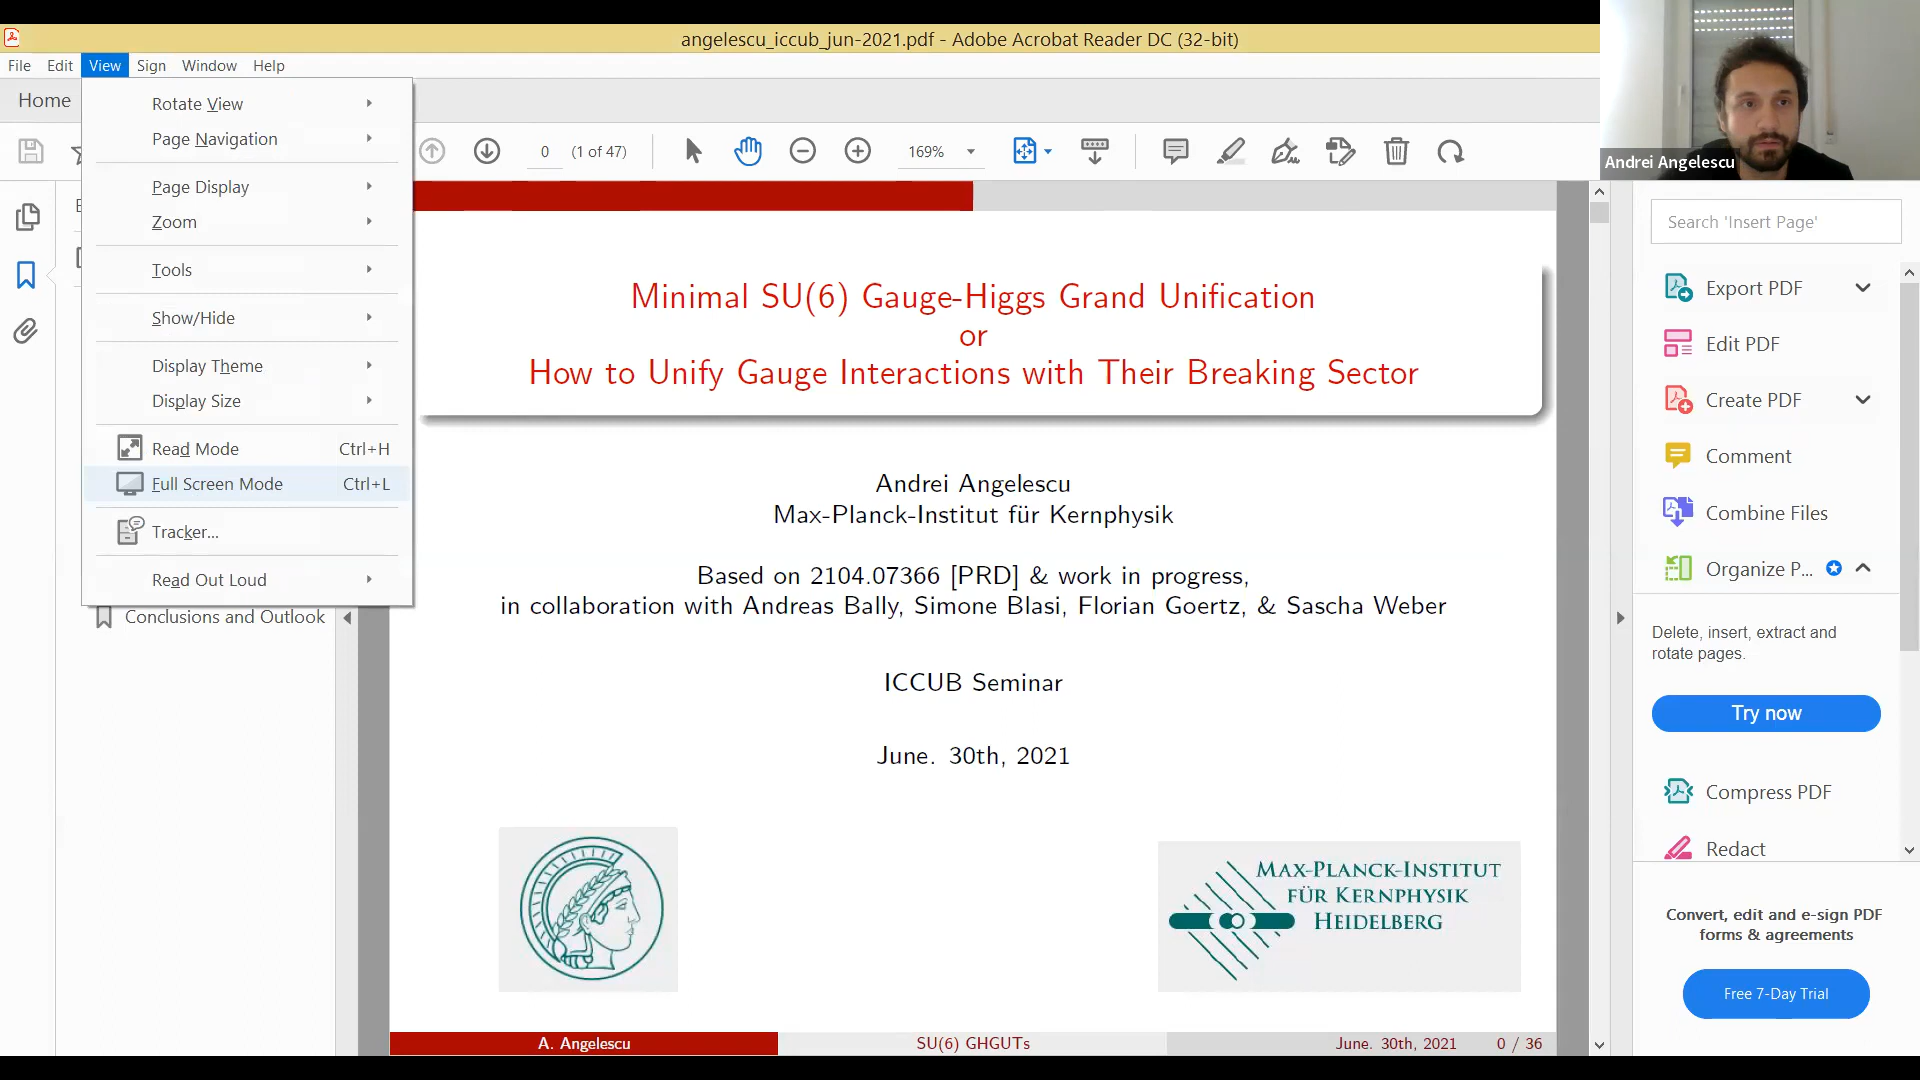 angelescu_iccub_jun-2021.pdf - Adobe Acrobat Reader DC (32-bit)
File Edit View Sign Window Help
Home
0 (1 of 47)
169%
Rotate View
Page Navigation
Page Display
Zoom
Tools
Show/Hide
Display Theme
Display Size
Read Mode Ctrl+H
Full Screen Mode Ctrl+L
Tracker...
Read Out Loud
Conclusions and Outlook
Minimal SU(6) Gauge-Higgs Grand Unification
or
How to Unify Gauge Interactions with Their Breaking Sector
Andrei Angelescu
Max-Planck-Institut für Kernphysik
Based on 2104.07366 [PRD] & work in progress,
in collaboration with Andreas Bally, Simone Blasi, Florian Goertz, & Sascha Weber
ICCUB Seminar
June. 30th, 2021
MAX-PLANCK-INSTITUT
FÜR KERNPHYSIK
HEIDELBERG
A. Angelescu SU(6) GHGUTs June. 30th, 2021 0 / 36
Andrei Angelescu
Search 'Insert Page'
Export PDF
Edit PDF
Create PDF
Comment
Combine Files
Organize P...
Delete, insert, extract and
rotate pages.
Try now
Compress PDF
Redact
Convert, edit and e-sign PDF
forms & agreements
Free 7-Day Trial